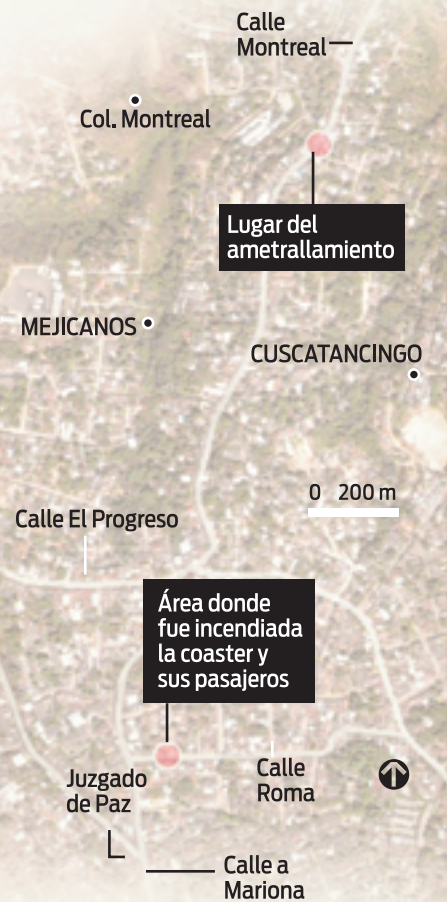 Calle
Montreal
Col. Montreal
Lugar del
ametrallamiento
MEJICANOS
CUSCATANCINGO
0 200 m
Calle El Progreso
Área donde
fue incendiada
la coaster y
sus pasajeros
Juzgado
de Paz
Calle
Roma
Calle a
Mariona